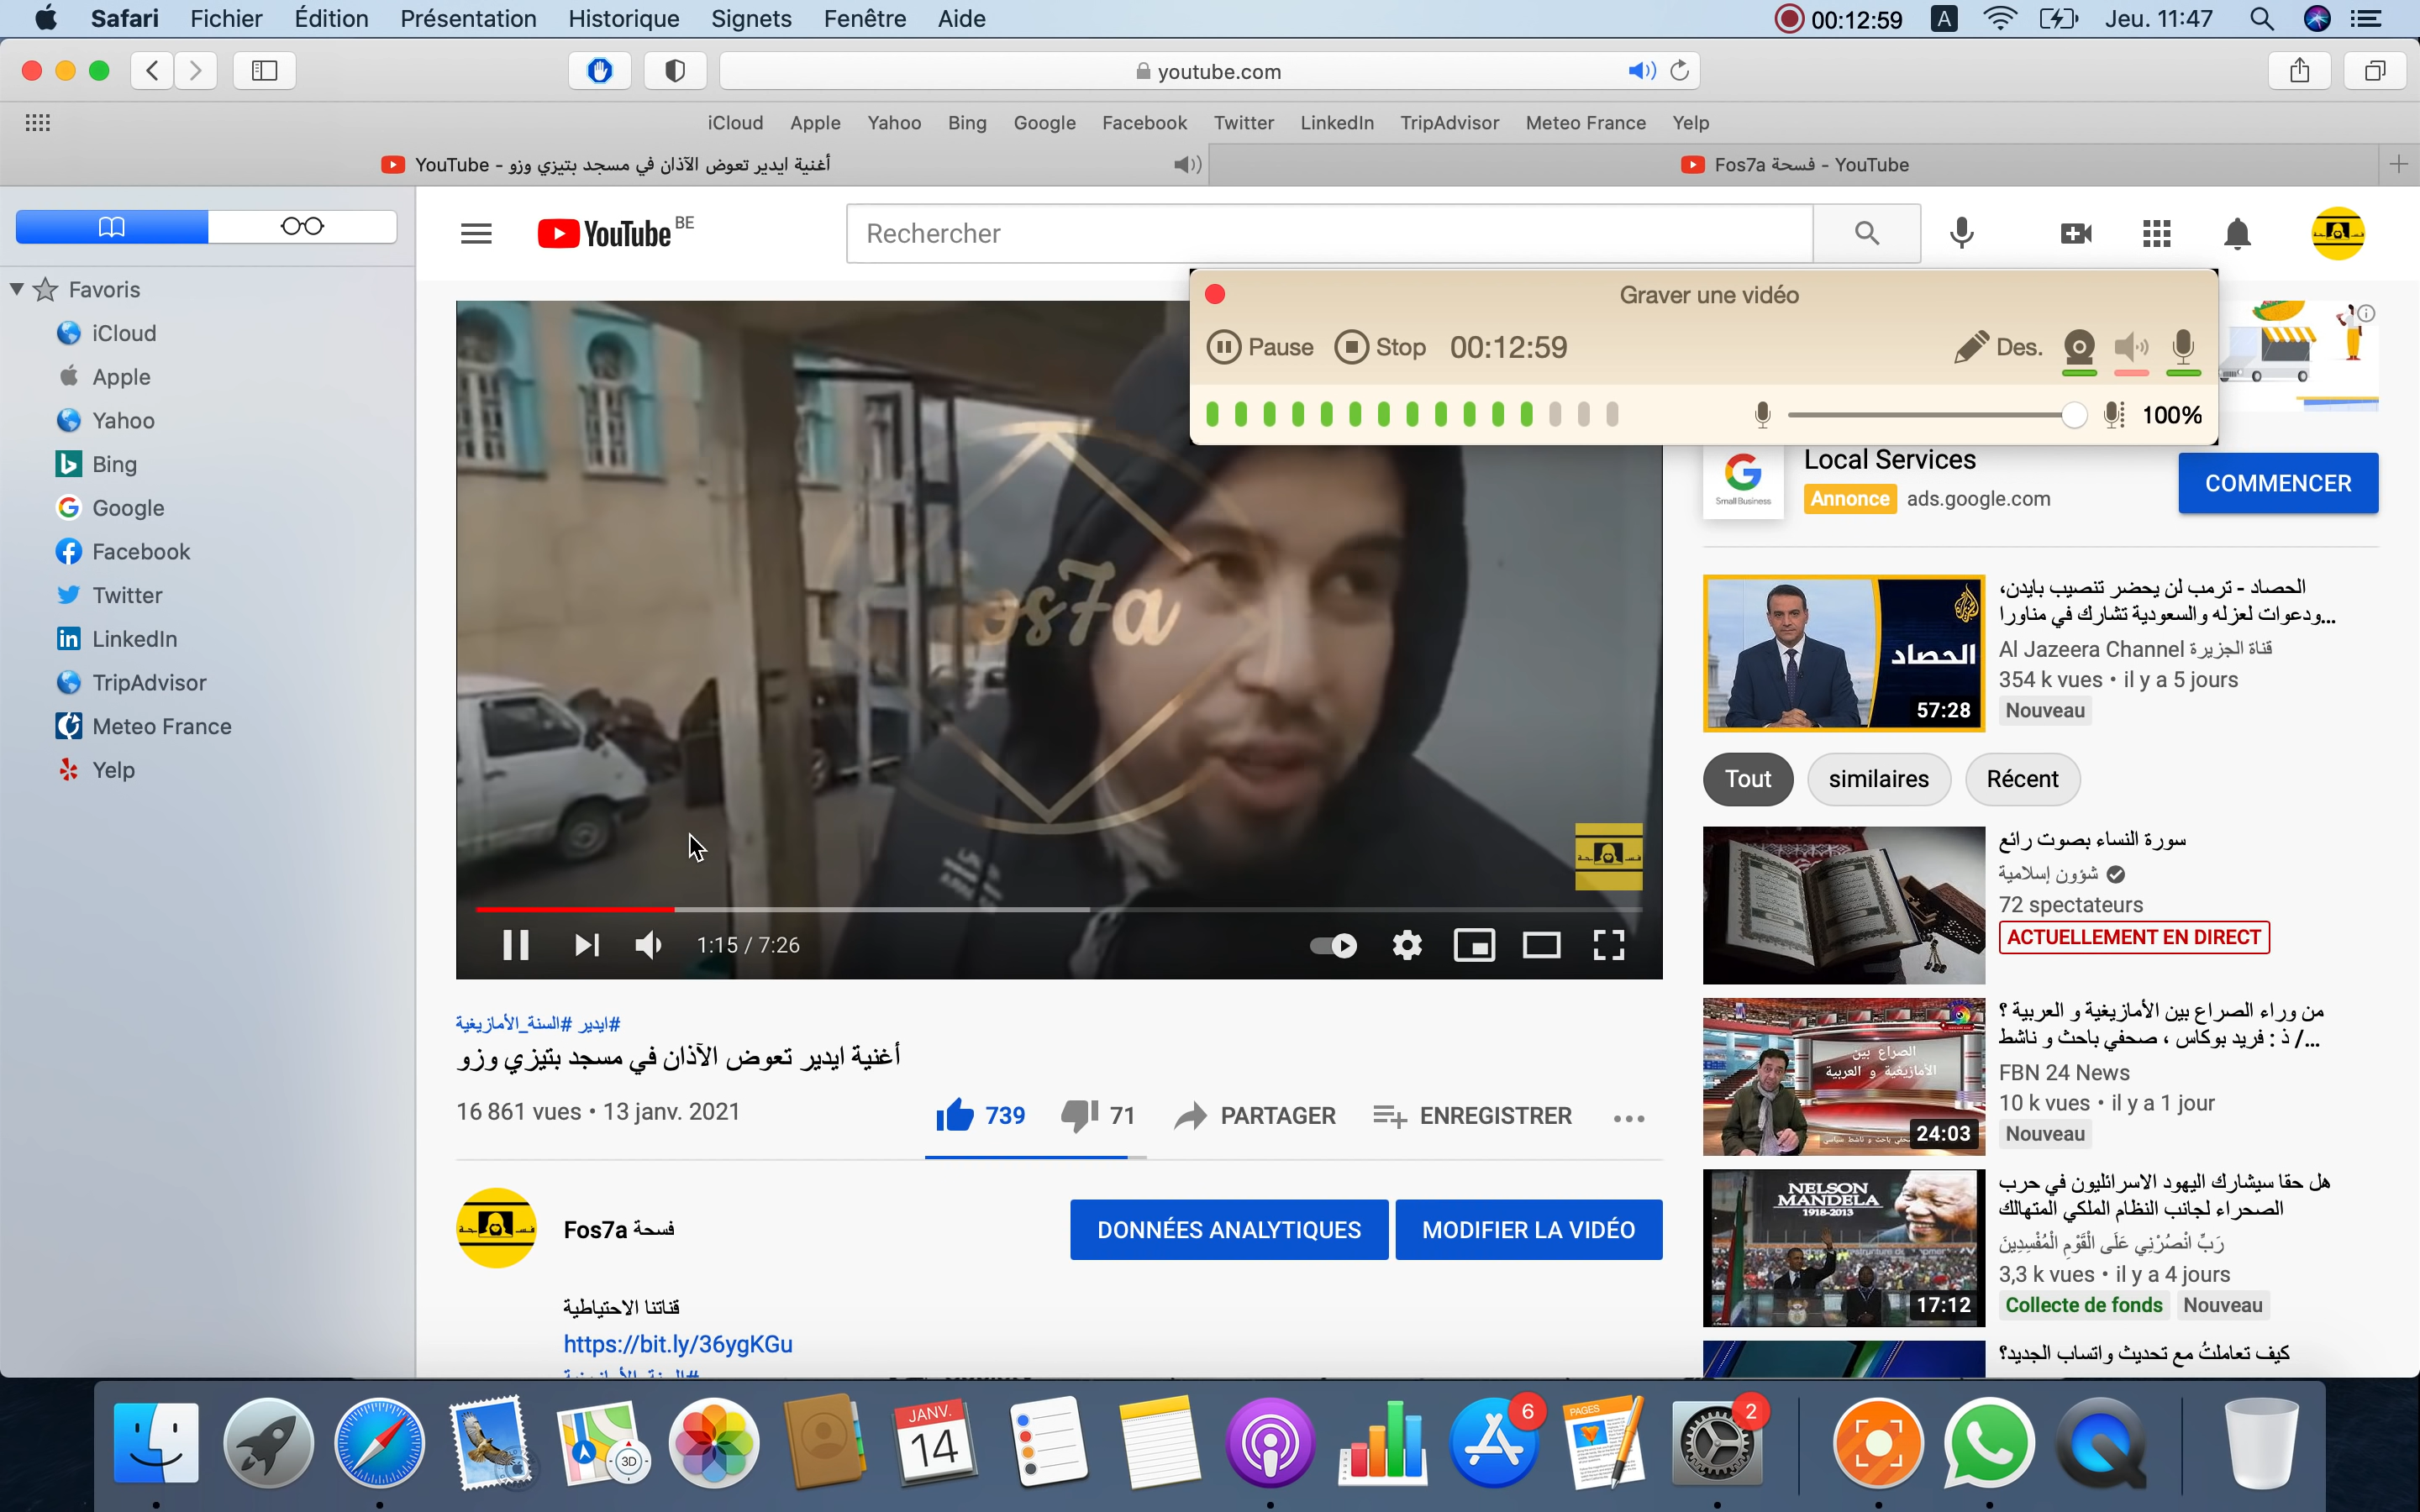 Safari Fichier Édition Présentation Historique Signets Fenêtre Aide
00:12:59 A Jeu. 11:47
youtube.com
iCloud Apple Yahoo Bing Google Facebook Twitter LinkedIn TripAdvisor Meteo France Yelp
أغنية ايدير تعوض الآذان في مسجد بتيزي وزو - YouTube
Fos7a فسحة - YouTube
Favoris
iCloud
Apple
Yahoo
Bing
Google
Facebook
Twitter
LinkedIn
TripAdvisor
Meteo France
Yelp
YouTube BE
Rechercher
Graver une vidéo
Pause Stop 00:12:59 Des.
100%
os7a
1:15 / 7:26
#ايدير #السنة_الأمازيغية
أغنية ايدير تعوض الآذان في مسجد بتيزي وزو
16 861 vues • 13 janv. 2021
739 71 PARTAGER ENREGISTRER
Fos7a فسحة
DONNÉES ANALYTIQUES MODIFIER LA VIDÉO
قناتنا الاحتياطية
https://bit.ly/36ygKGu
Small Business
Local Services
Annonce ads.google.com
COMMENCER
الحصاد
57:28
الحصاد - ترمب لن يحضر تنصيب بايدن،
ودعوات لعزله والسعودية تشارك في مناورا...
Al Jazeera Channel قناة الجزيرة
354 k vues • il y a 5 jours
Nouveau
Tout similaires Récent
سورة النساء بصوت رائع
شؤون إسلامية
72 spectateurs
ACTUELLEMENT EN DIRECT
الصراع بين
الأمازيغية و العربية
24:03
من وراء الصراع بين الأمازيغية و العربية ؟
/ ذ : فريد بوكاس ، صحفي باحث و ناشط...
FBN 24 News
10 k vues • il y a 1 jour
Nouveau
NELSON
MANDELA
1918-2013
17:12
هل حقا سيشارك اليهود الاسرائليون في حرب
الصحراء لجانب النظام الملكي المتهالك
رَبِّ انْصُرْنِي عَلَى الْقَوْمِ الْمُفْسِدِينَ
3,3 k vues • il y a 4 jours
Collecte de fonds Nouveau
كيف تعاملتُ مع تحديث واتساب الجديد؟
3D
JANV.
14
6
PAGES
2